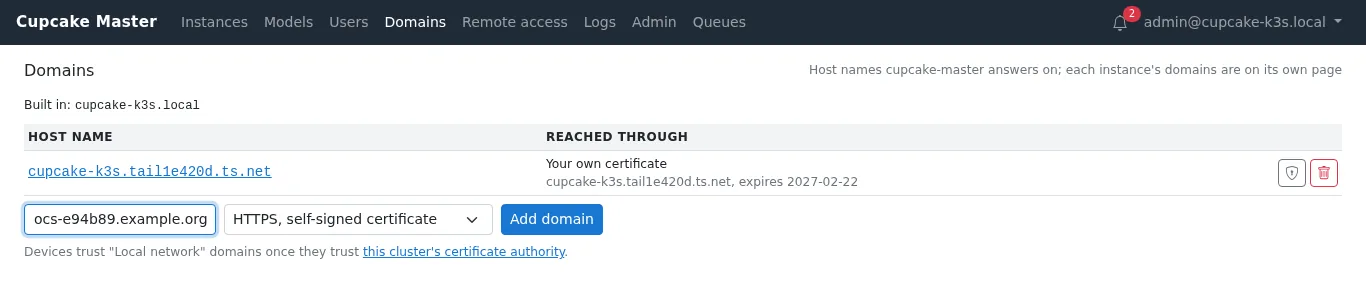 Cupcake Master Instances Models Users Domains Remote access Logs Admin Queues 2 admin@cupcake-k3s.local
Domains Host names cupcake-master answers on; each instance's domains are on its own page
Built in: cupcake-k3s.local
HOST NAME REACHED THROUGH
cupcake-k3s.tail1e420d.ts.net Your own certificate
cupcake-k3s.tail1e420d.ts.net, expires 2027-02-22
ocs-e94b89.example.org HTTPS, self-signed certificate Add domain
Devices trust "Local network" domains once they trust this cluster's certificate authority.